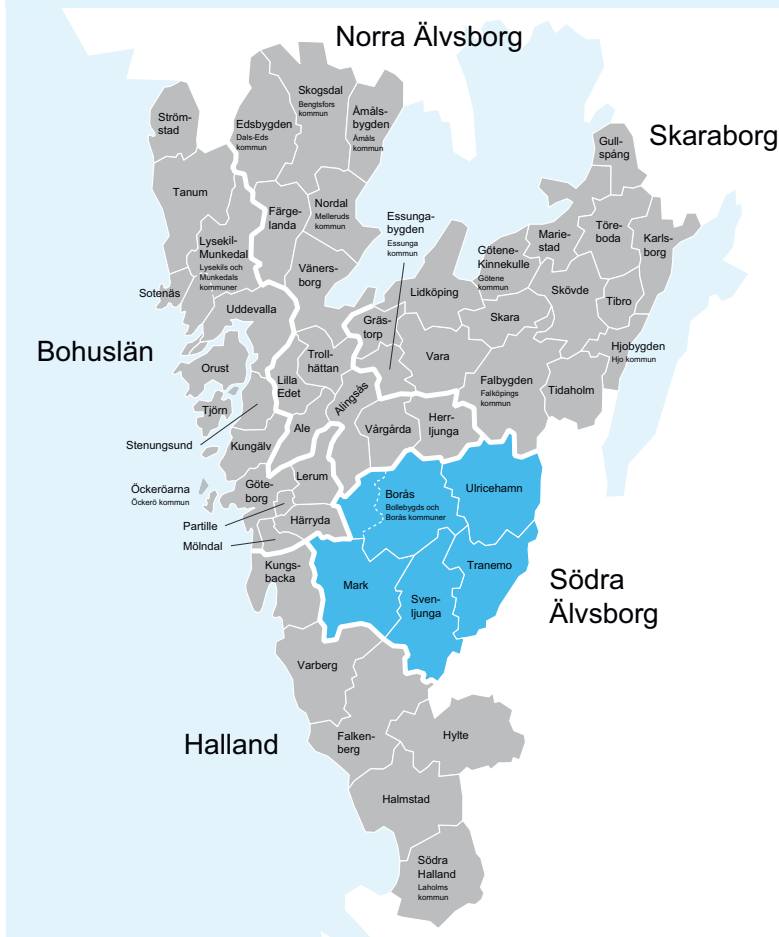 Norra Älvsborg
Skaraborg
Bohuslän
Södra
Älvsborg
Halland
Ström-
stad
Edsbygden
Dals-Eds
kommun
Skogsdal
Bengtsfors
kommun
Åmåls-
bygden
Åmåls
kommun
Gull-
spång
Tanum
Färge-
landa
Nordal
Melleruds
kommun
Essunga-
bygden
Essunga
kommun
Götene-
Kinnekulle
Götene
kommun
Marie-
stad
Töre-
boda
Karls-
borg
Lysekil-
Munkedal
Lysekils och
Munkedals
kommuner
Sotenäs
Uddevalla
Väners-
borg
Lidköping
Skövde
Tibro
Skara
Gräs-
torp
Vara
Hjobygden
Hjo kommun
Orust
Troll-
hättan
Lilla
Edet
Alingsås
Falbygden
Falköpings
kommun
Tidaholm
Tjörn
Ale
Vårgårda
Herr-
ljunga
Stenungsund
Kungälv
Öckeröarna
Öckerö kommun
Göte-
borg
Lerum
Partille
Härryda
Mölndal
Borås
Bollebygds och
Borås kommuner
Ulricehamn
Kungs-
backa
Mark
Sven-
ljunga
Tranemo
Varberg
Falken-
berg
Hylte
Halmstad
Södra
Halland
Laholms
kommun